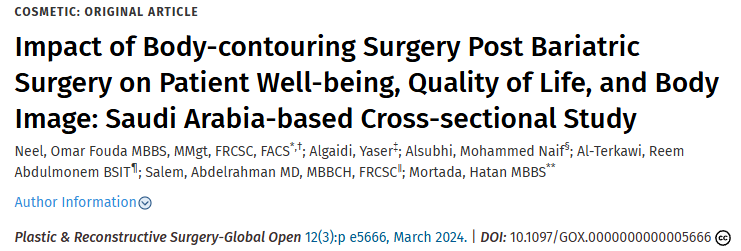 COSMETIC: ORIGINAL ARTICLE
Impact of Body-contouring Surgery Post Bariatric
Surgery on Patient Well-being, Quality of Life, and Body
Image: Saudi Arabia-based Cross-sectional Study
Neel, Omar Fouda MBBS, MMgt, FRCSC, FACS*,†; Algaidi, Yaser‡; Alsubhi, Mohammed Naif§; Al-Terkawi, Reem
Abdulmonem BSIT¶; Salem, Abdelrahman MD, MBBCH, FRCSC‖; Mortada, Hatan MBBS**
Author Information
Plastic & Reconstructive Surgery-Global Open 12(3):p e5666, March 2024. | DOI: 10.1097/GOX.0000000000005666 cc